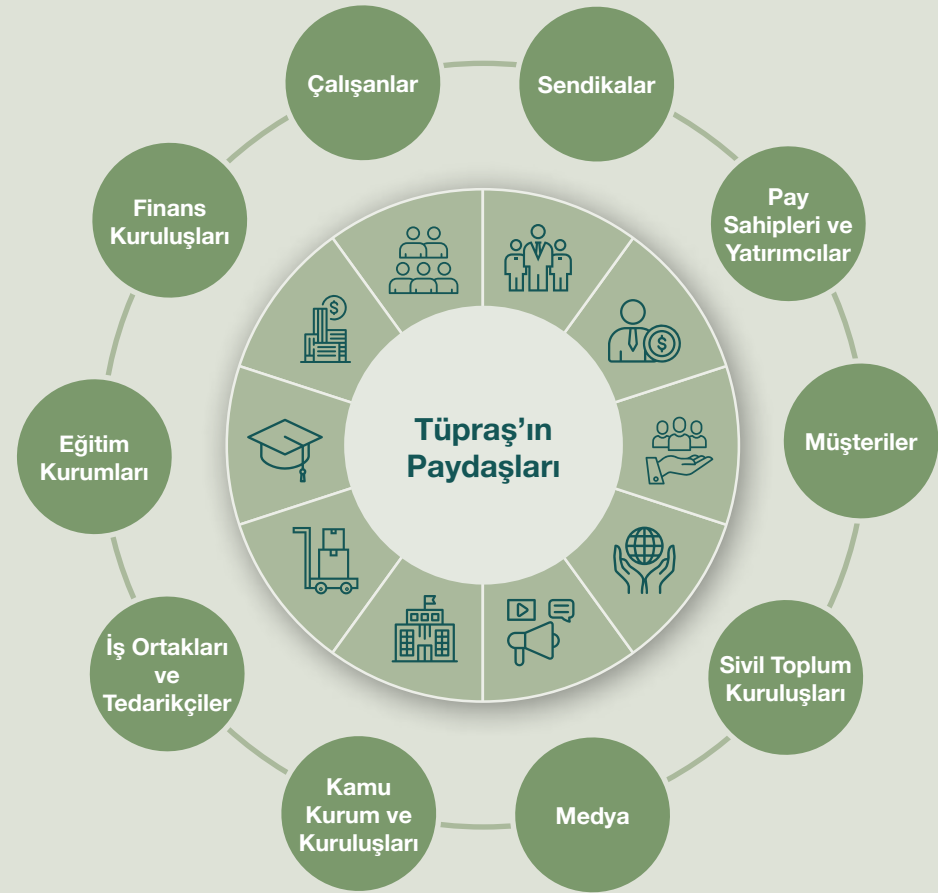 Çalışanlar
Sendikalar
Finans
Kuruluşları
Pay
Sahipleri ve
Yatırımcılar
Eğitim
Kurumları
Tüpraş’ın
Paydaşları
Müşteriler
İş Ortakları
ve
Tedarikçiler
Sivil Toplum
Kuruluşları
Kamu
Kurum ve
Kuruluşları
Medya